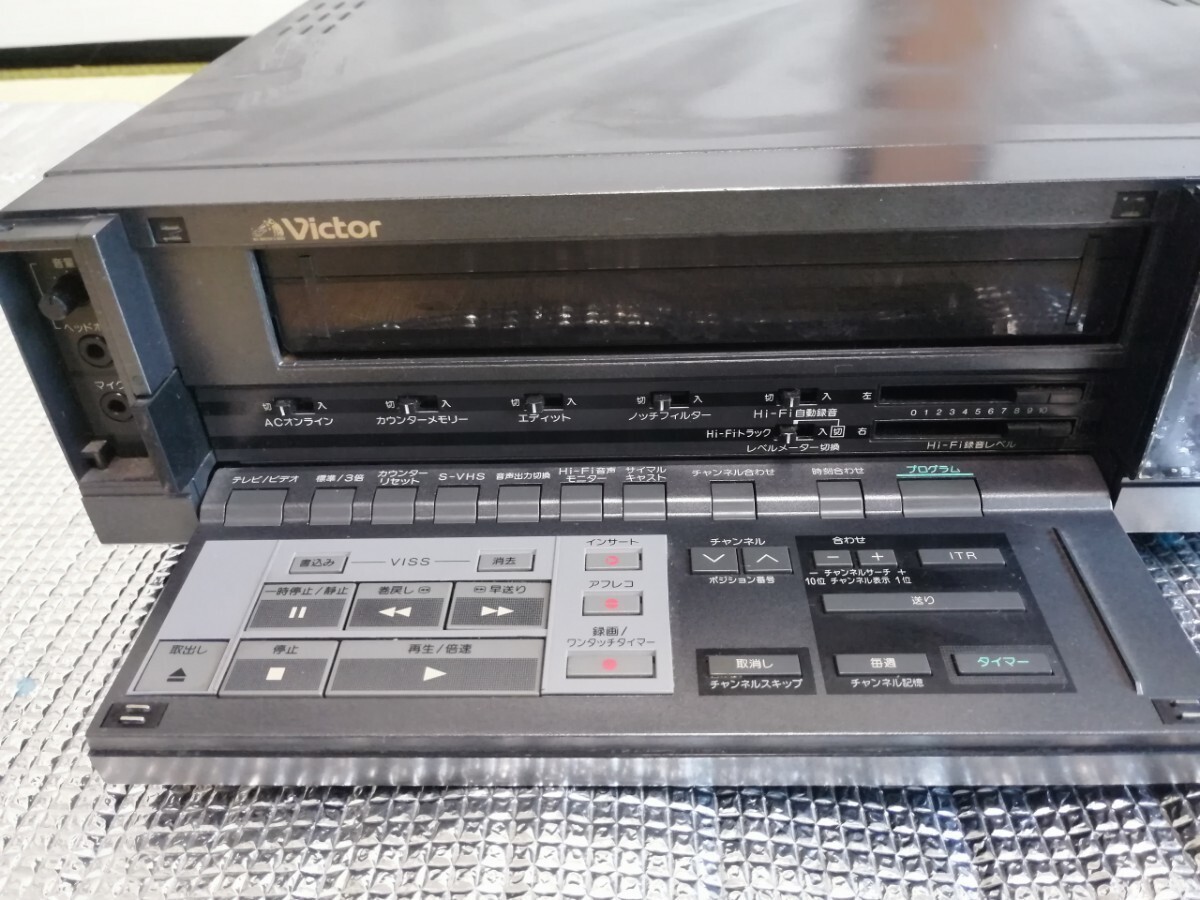 Victor
音量
ヘッドホ
マイク
切 入
ACオンライン
切 入
カウンターメモリー
切 入
エディット
切 入
ノッチフィルター
切 入
Hi-Fi自動録音
Hi-Fiトラック 入 切
レベルメーター切換
左
0 1 2 3 4 5 6 7 8 9 10
右
Hi-Fi録音レベル
テレビ/ビデオ
標準/3倍
カウンター
リセット
S-VHS
音声出力切換
Hi-Fi音声
モニター
サイマル
キャスト
チャンネル合わせ
時刻合わせ
プログラム
書込み VISS 消去
一時停止/静止
巻戻し
早送り
取出し
停止
再生/倍速
インサート
アフレコ
録画/
ワンタッチタイマー
チャンネル
ポジション番号
合わせ
− +
− チャンネルサーチ +
10位 チャンネル表示 1位
ITR
送り
取消し
チャンネルスキップ
毎週
チャンネル記憶
タイマー